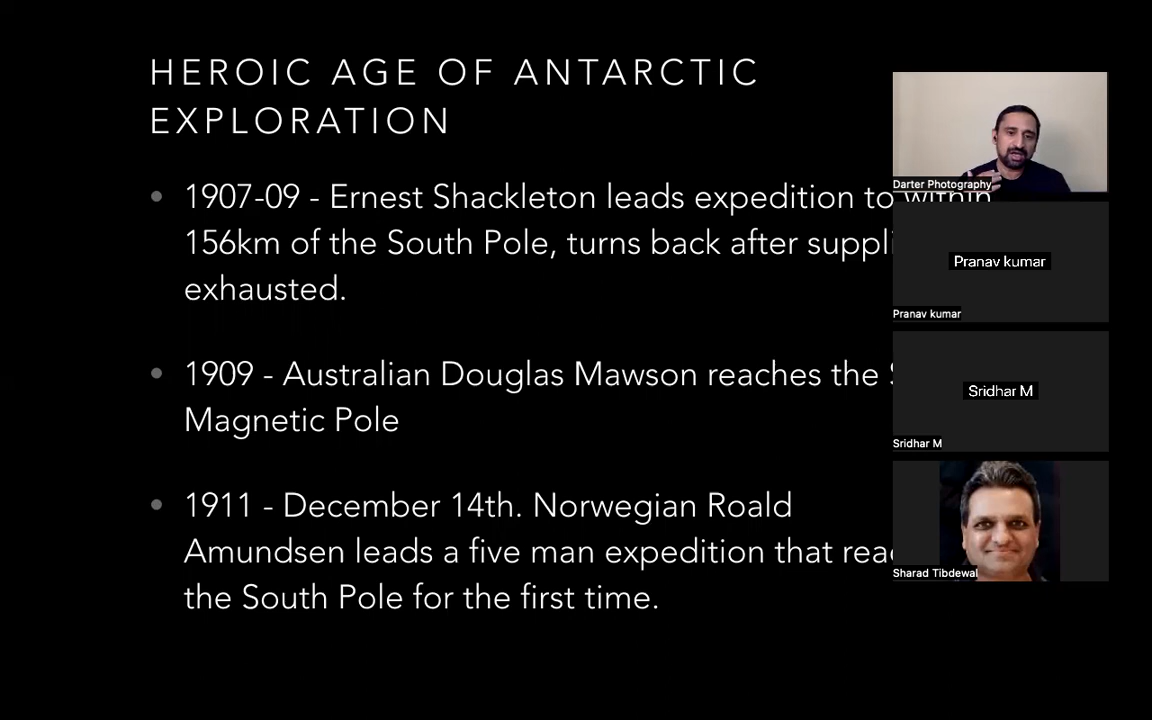 HEROIC AGE OF ANTARCTIC
EXPLORATION
• 1907-09 - Ernest Shackleton leads expedition to within
156km of the South Pole, turns back after suppli
exhausted.
• 1909 - Australian Douglas Mawson reaches the
Magnetic Pole
• 1911 - December 14th. Norwegian Roald
Amundsen leads a five man expedition that reac
the South Pole for the first time.
Darter Photography
Pranav kumar
Pranav kumar
Sridhar M
Sridhar M
Sharad Tibdewal